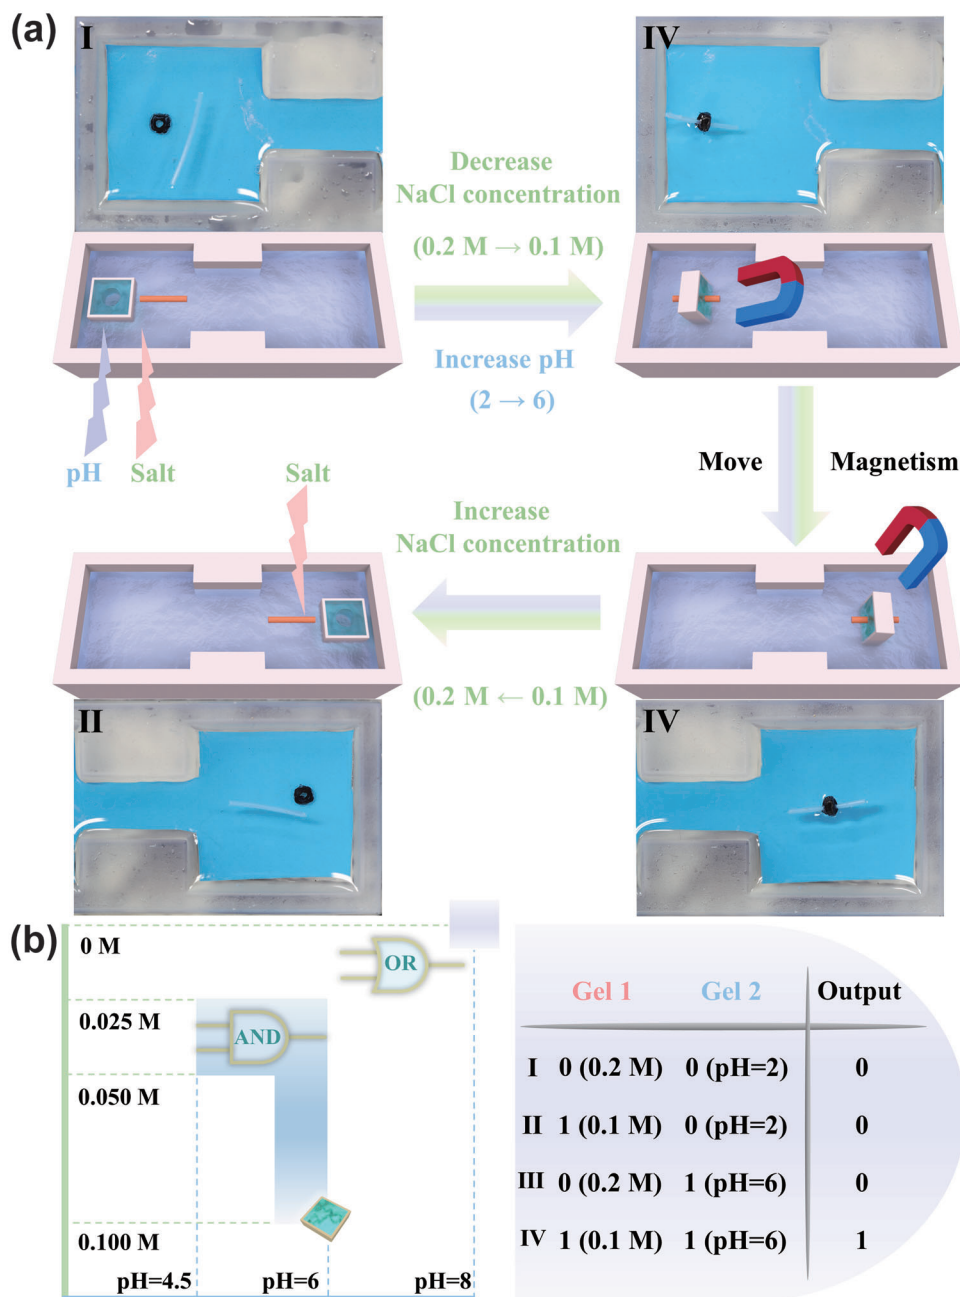 (a)
I
IV
Decrease
NaCl concentration
(0.2 M → 0.1 M)
Increase pH
(2 → 6)
pH
Salt
Salt
Move
Magnetism
Increase
NaCl concentration
(0.2 M ← 0.1 M)
II
IV
(b)
0 M
OR
0.025 M
AND
0.050 M
0.100 M
pH=4.5
pH=6
pH=8
Gel 1 Gel 2 Output
I 0 (0.2 M) 0 (pH=2) 0
II 1 (0.1 M) 0 (pH=2) 0
III 0 (0.2 M) 1 (pH=6) 0
IV 1 (0.1 M) 1 (pH=6) 1